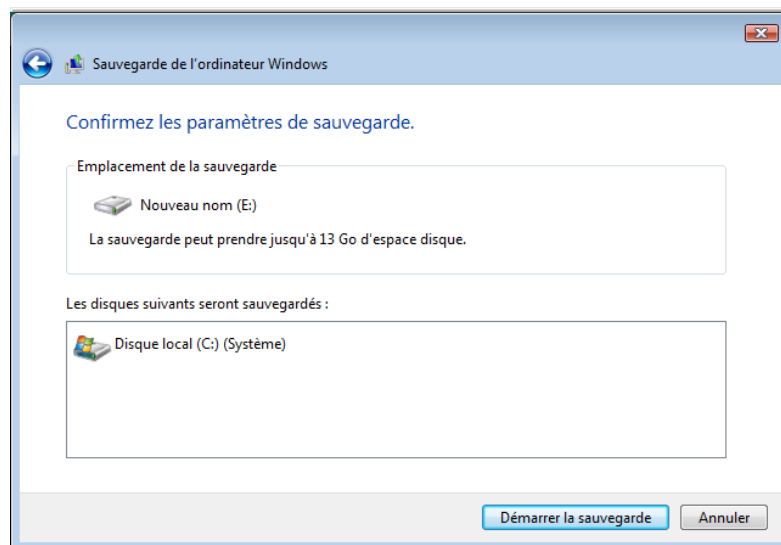 Sauvegarde de l'ordinateur Windows
Confirmez les paramètres de sauvegarde.
Emplacement de la sauvegarde
Nouveau nom (E:)
La sauvegarde peut prendre jusqu'à 13 Go d'espace disque.
Les disques suivants seront sauvegardés :
Disque local (C:) (Système)
Démarrer la sauvegarde Annuler